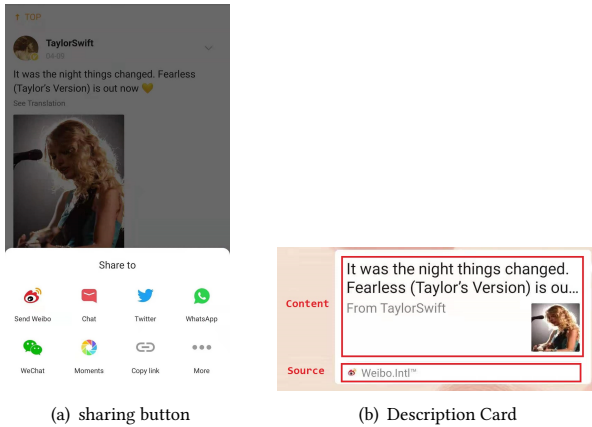 ↑ TOP
TaylorSwift
04-09
It was the night things changed. Fearless
(Taylor's Version) is out now 💛
See Translation
Share to
Send Weibo Chat Twitter WhatsApp
WeChat Moments Copy link More
(a) sharing button
Content
It was the night things changed.
Fearless (Taylor's Version) is ou...
From TaylorSwift
Source
Weibo.Intl™
(b) Description Card